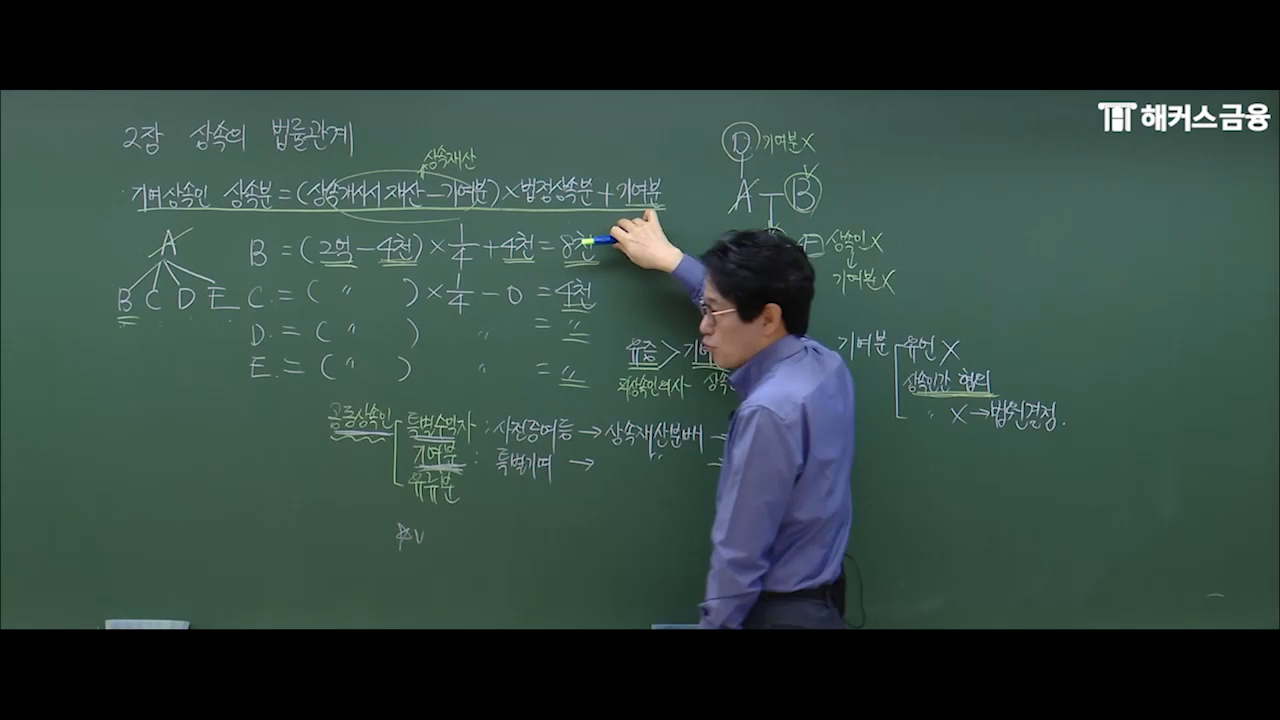 해커스금융
2장 상속의 법률관계
상속재산
기여상속인 상속분=(상속개시시 재산-기여분)×법정상속분+기여분
A
B C D E
B=(2억-4천)×1/4+4천=8천
C.=( 〃 )×1/4-0=4천
D.=( 〃 ) 〃 =〃
E.=( 〃 ) 〃 =〃
D 기여분X
A B
E 상속인X
기여분X
유증>기여
피상속인의사 상속
기여분 유언X
상속인간 협의
〃 X→법원결정.
공동상속인 특별수익자:사전증여등→상속재산분배→
기여분:특별기여→ 〃 →
유류분